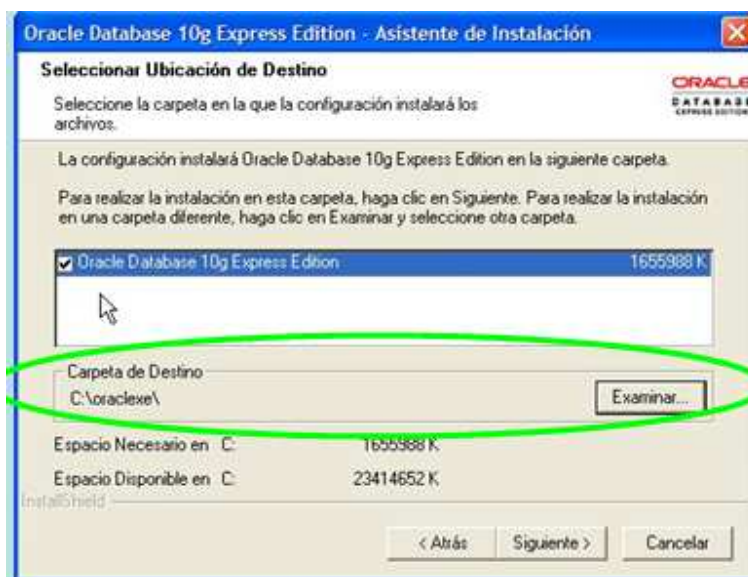 Oracle Database 10g Express Edition - Asistente de Instalación
Seleccionar Ubicación de Destino
Seleccione la carpeta en la que la configuración instalará los
archivos.
ORACLE
DATABASE
EXPRESS EDITION
La configuración instalará Oracle Database 10g Express Edition en la siguiente carpeta.
Para realizar la instalación en esta carpeta, haga clic en Siguiente. Para realizar la instalación
en una carpeta diferente, haga clic en Examinar y seleccione otra carpeta.
Oracle Database 10g Express Edition 1655988 K
Carpeta de Destino
C:\oraclexe\ Examinar...
Espacio Necesario en C: 1655988 K
Espacio Disponible en C: 23414652 K
InstallShield
< Atrás Siguiente > Cancelar